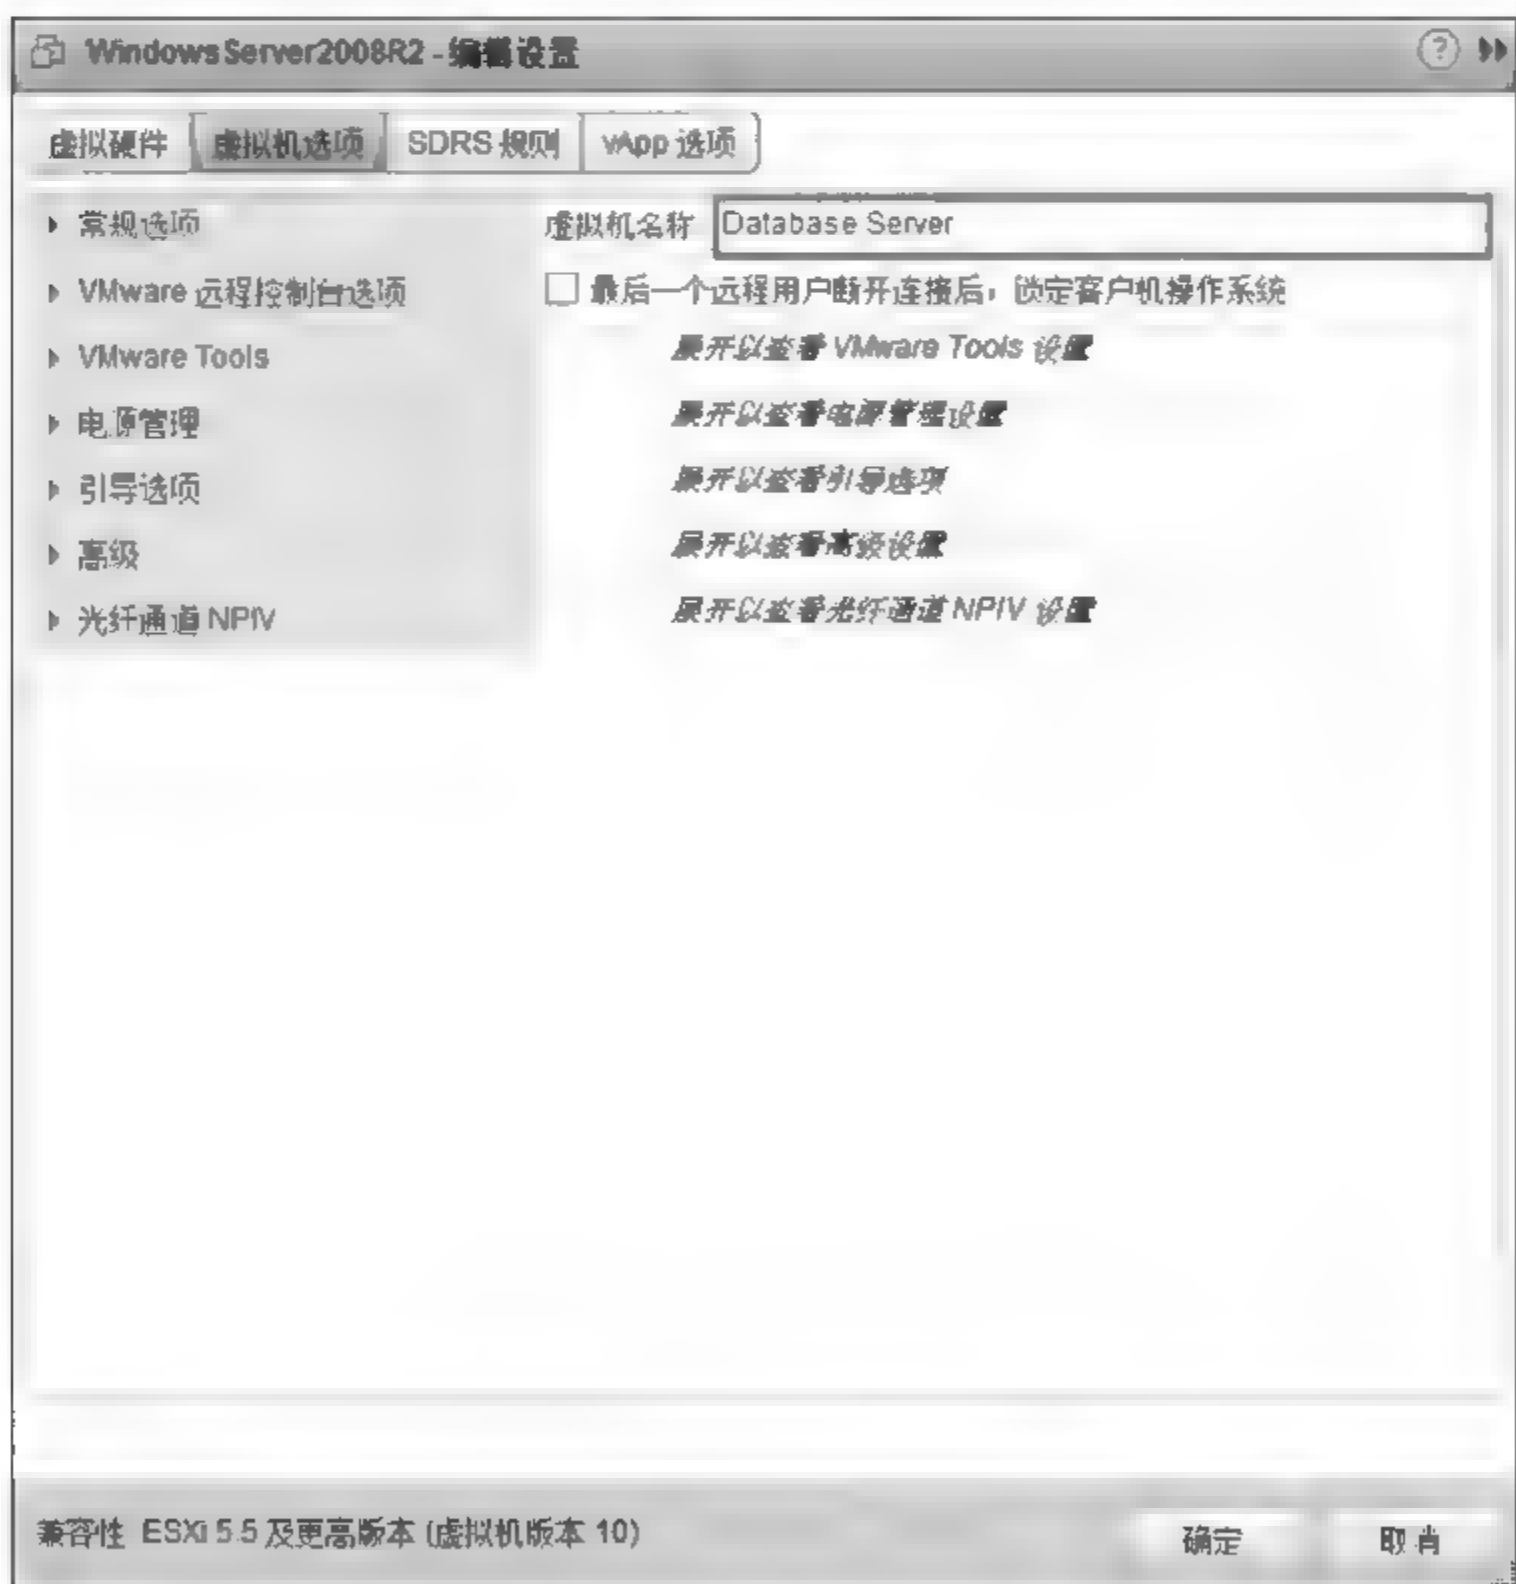 WindowsServer2008R2 - 编辑设置
虚拟硬件 虚拟机选项 SDRS 规则 vApp 选项
常规选项 虚拟机名称 Database Server
VMware 远程控制台选项 最后一个远程用户断开连接后，锁定客户机操作系统
VMware Tools 展开以查看 VMware Tools 设置
电源管理 展开以查看电源管理设置
引导选项 展开以查看引导选项
高级 展开以查看高级设置
光纤通道 NPIV 展开以查看光纤通道 NPIV 设置
兼容性 ESXi 5.5 及更高版本 (虚拟机版本 10) 确定 取消